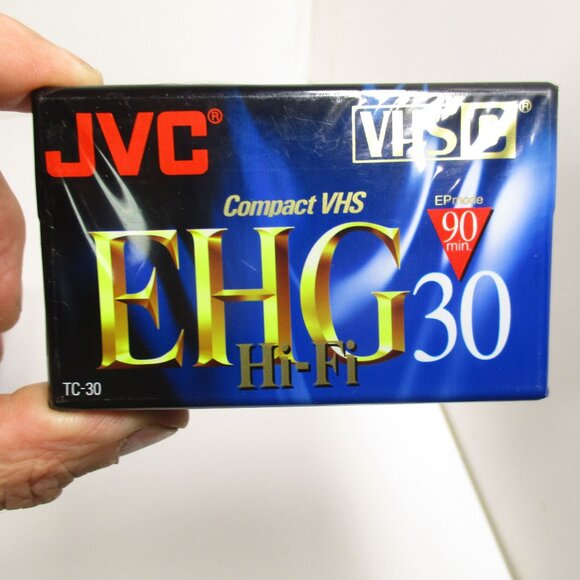 JVC®
VHS C®
Compact VHS
EP mode
90
min.
EHG 30
Hi-Fi
TC-30